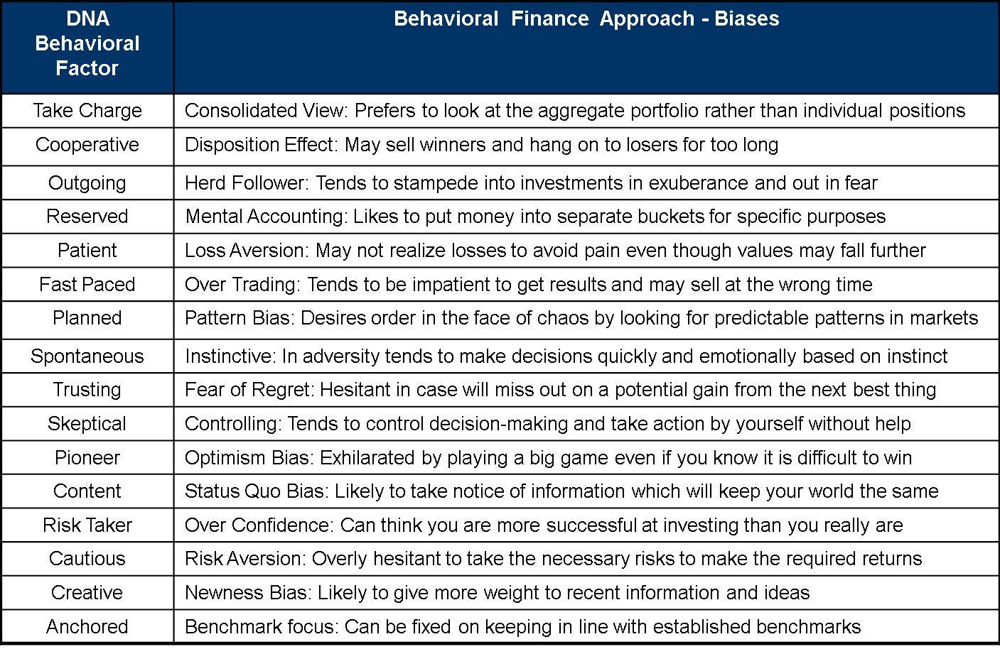 DNA
Behavioral
Factor
Behavioral Finance Approach - Biases
Take Charge
Consolidated View: Prefers to look at the aggregate portfolio rather than individual positions
Cooperative
Disposition Effect: May sell winners and hang on to losers for too long
Outgoing
Herd Follower: Tends to stampede into investments in exuberance and out in fear
Reserved
Mental Accounting: Likes to put money into separate buckets for specific purposes
Patient
Loss Aversion: May not realize losses to avoid pain even though values may fall further
Fast Paced
Over Trading: Tends to be impatient to get results and may sell at the wrong time
Planned
Pattern Bias: Desires order in the face of chaos by looking for predictable patterns in markets
Spontaneous
Instinctive: In adversity tends to make decisions quickly and emotionally based on instinct
Trusting
Fear of Regret: Hesitant in case will miss out on a potential gain from the next best thing
Skeptical
Controlling: Tends to control decision-making and take action by yourself without help
Pioneer
Optimism Bias: Exhilarated by playing a big game even if you know it is difficult to win
Content
Status Quo Bias: Likely to take notice of information which will keep your world the same
Risk Taker
Over Confidence: Can think you are more successful at investing than you really are
Cautious
Risk Aversion: Overly hesitant to take the necessary risks to make the required returns
Creative
Newness Bias: Likely to give more weight to recent information and ideas
Anchored
Benchmark focus: Can be fixed on keeping in line with established benchmarks